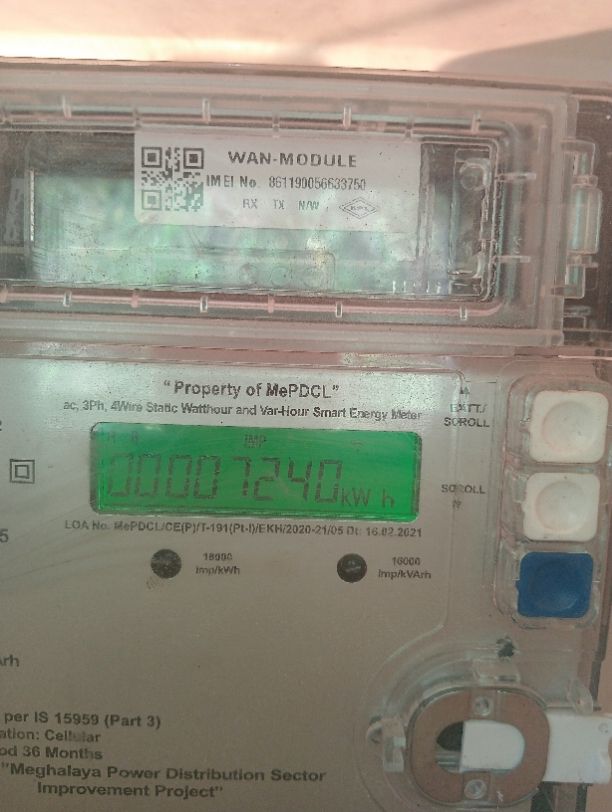 WAN-MODULE
IMEI No. 861190056633750
RX TX N/W
"Property of MePDCL"
ac, 3Ph, 4Wire Static Watthour and Var-Hour Smart Energy Meter
BATT/
SCROLL
IMP
00007240kWh
SCROLL
LOA No. MePDCL/CE(P)/T-191(Pt-I)/EKH/2020-21/05 Dt: 16.02.2021
16000
Imp/kWh
16000
Imp/kVArh
per IS 15959 (Part 3)
Cellular
36 Months
"Meghalaya Power Distribution Sector
Improvement Project"